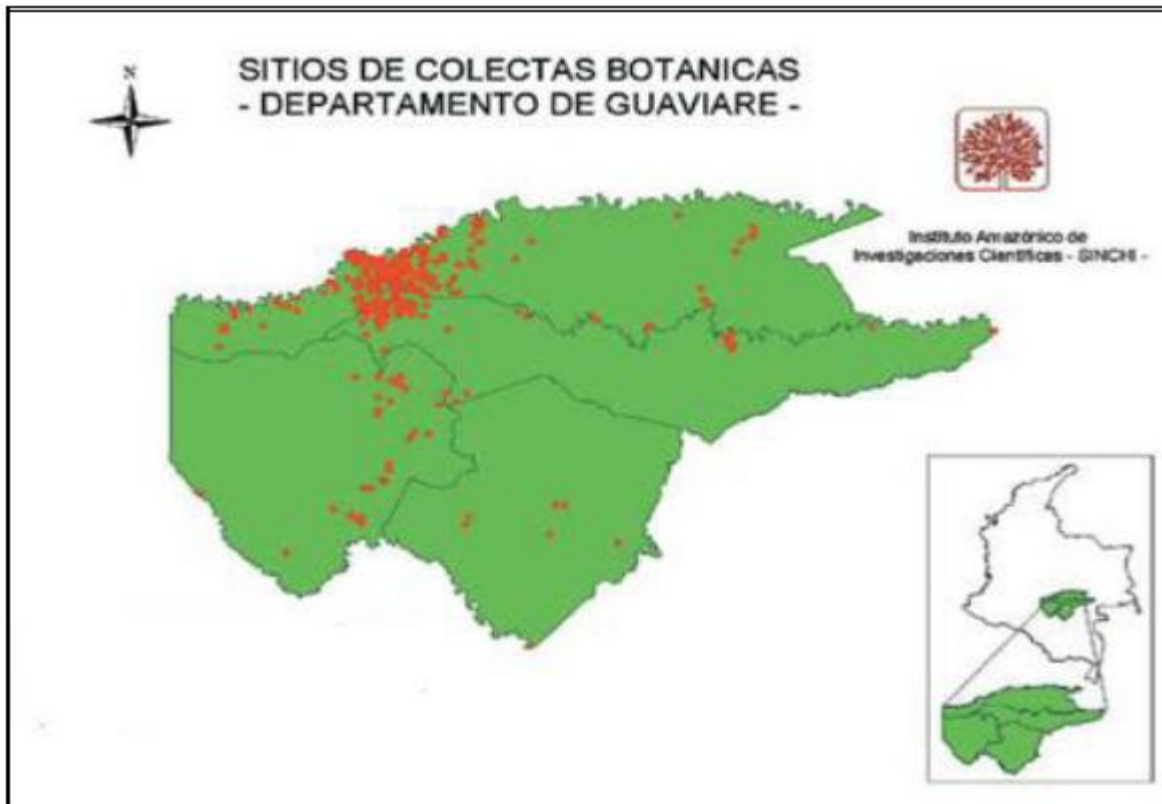 N
SITIOS DE COLECTAS BOTANICAS
- DEPARTAMENTO DE GUAVIARE -
Instituto Amazónico de
Investigaciones Científicas - SINCHI -